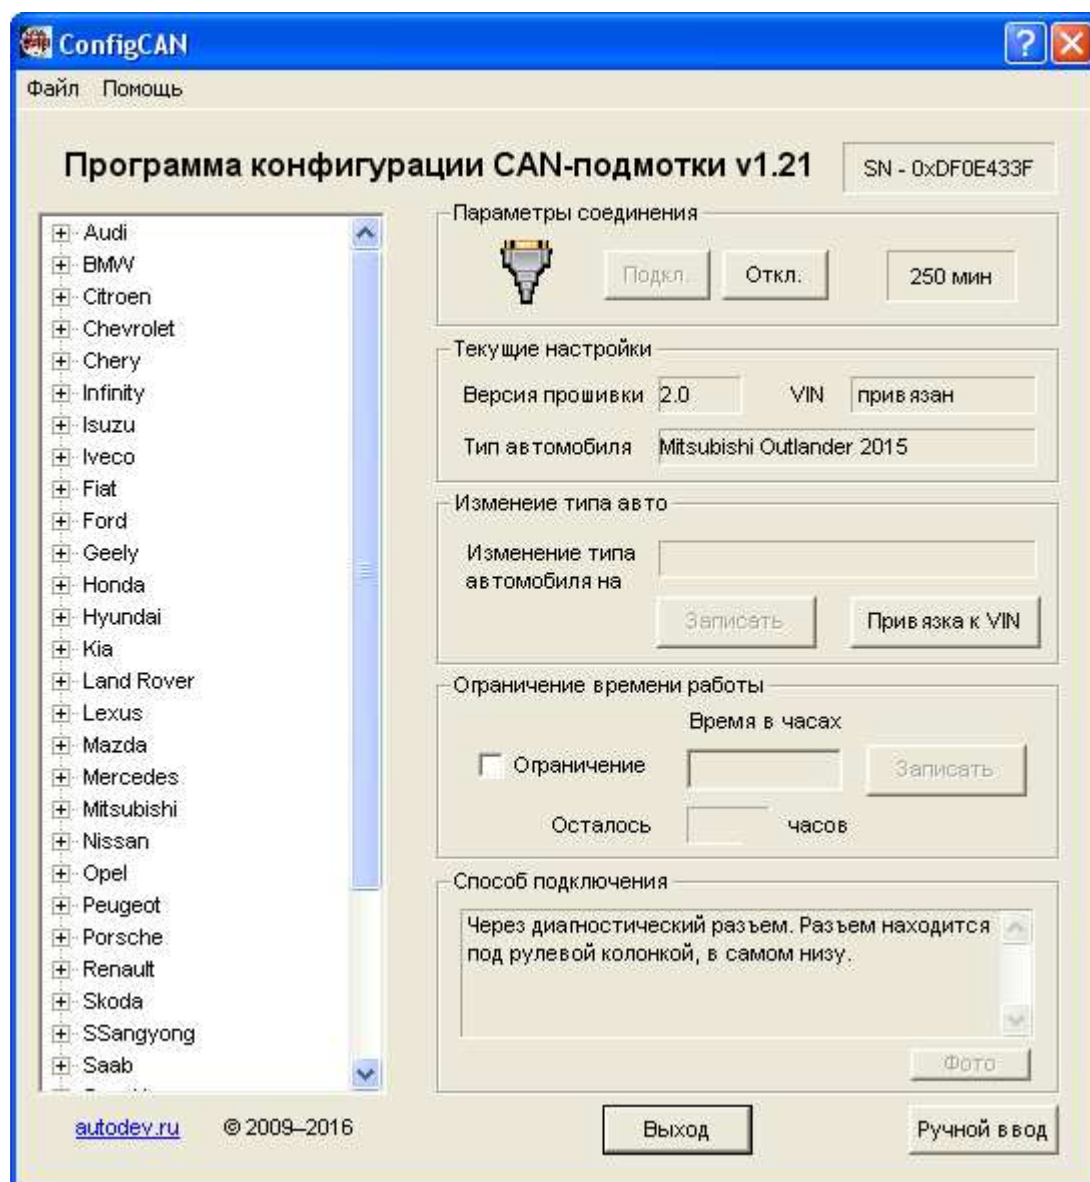 ConfigCAN
Файл Помощь
Программа конфигурации CAN-подмотки v1.21
SN - 0xDF0E433F
Audi
BMW
Citroen
Chevrolet
Chery
Infinity
Isuzu
Iveco
Fiat
Ford
Geely
Honda
Hyundai
Kia
Land Rover
Lexus
Mazda
Mercedes
Mitsubishi
Nissan
Opel
Peugeot
Porsche
Renault
Skoda
SSangyong
Saab
Параметры соединения
Подкл. Откл. 250 мин
Текущие настройки
Версия прошивки 2.0 VIN привязан
Тип автомобиля Mitsubishi Outlander 2015
Изменеие типа авто
Изменение типа
автомобиля на
Записать Привязка к VIN
Ограничение времени работы
Время в часах
Ограничение Записать
Осталось часов
Способ подключения
Через диагностический разъем. Разъем находится
под рулевой колонкой, в самом низу.
Фото
autodev.ru © 2009–2016 Выход Ручной ввод